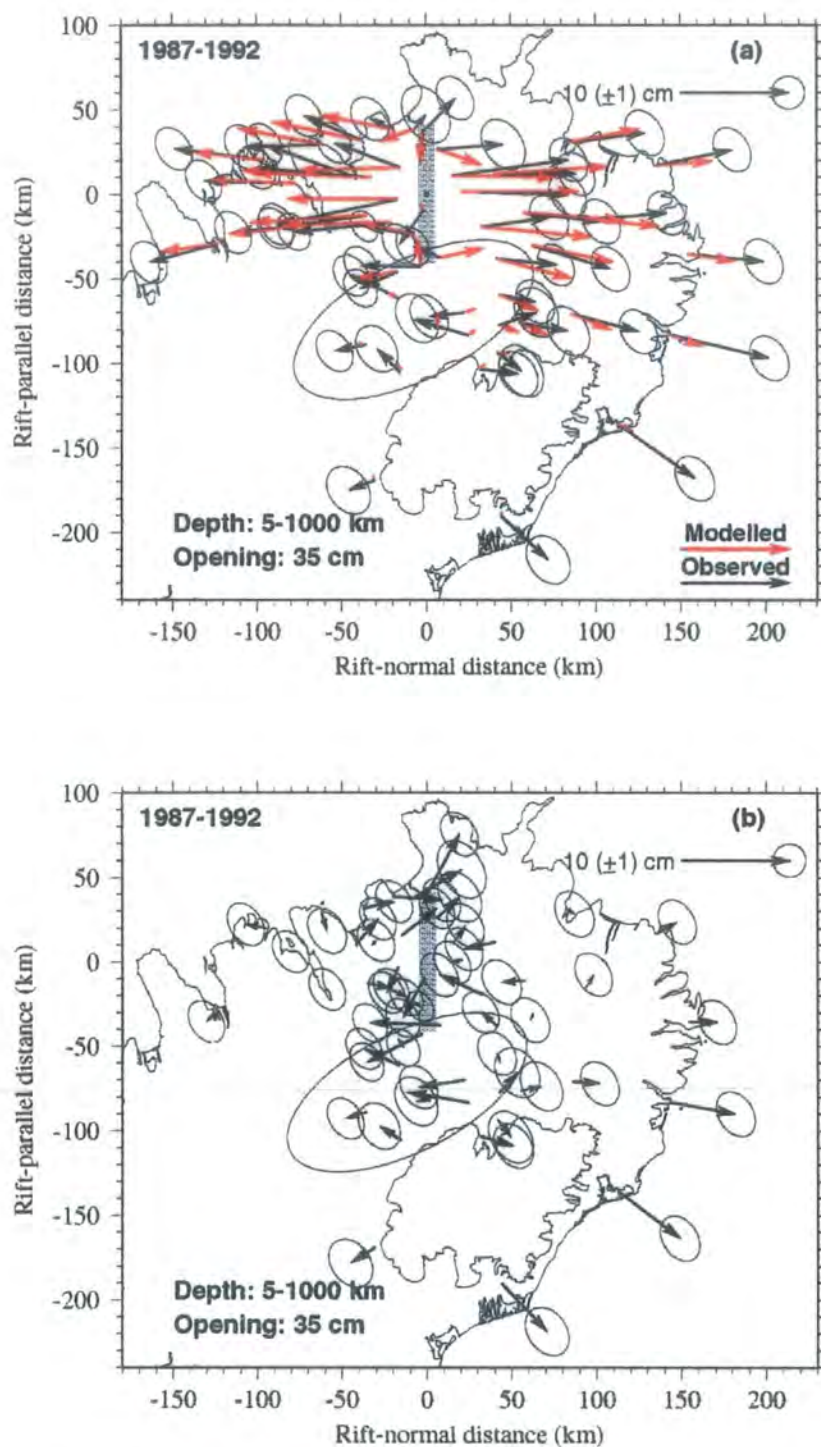 1987-1992
(a)
10 (±1) cm
100
50
0
-50
-100
-150
-200
Rift-parallel distance (km)
Depth: 5-1000 km
Opening: 35 cm
Modelled
Observed
-150 -100 -50 0 50 100 150 200
Rift-normal distance (km)
1987-1992
(b)
10 (±1) cm
100
50
0
-50
-100
-150
-200
Rift-parallel distance (km)
Depth: 5-1000 km
Opening: 35 cm
-150 -100 -50 0 50 100 150 200
Rift-normal distance (km)